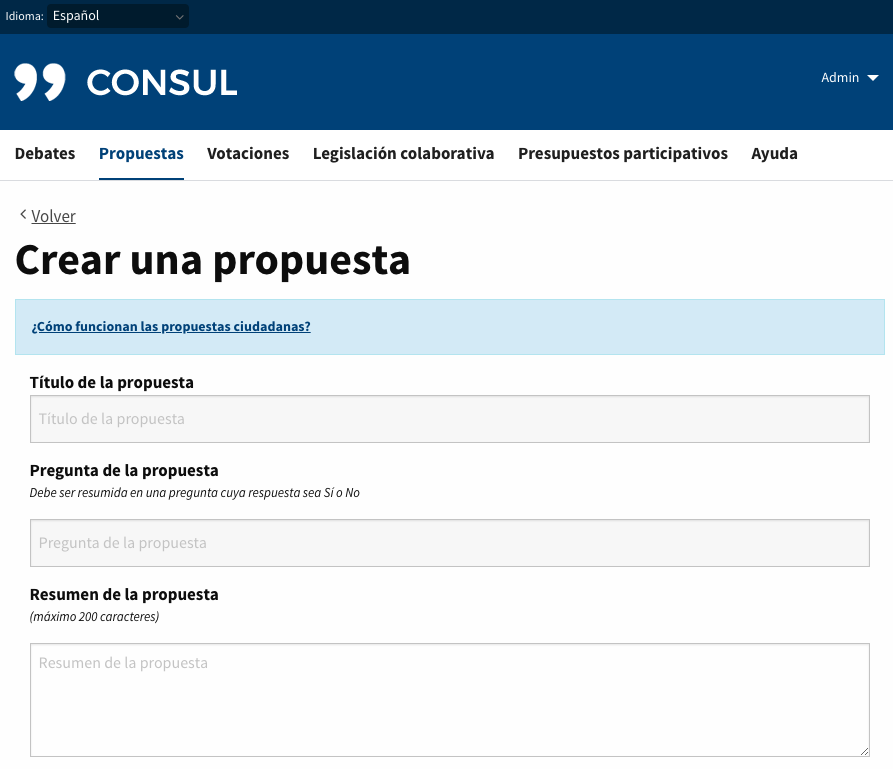 Idioma: Español
CONSUL
Admin
Debates Propuestas Votaciones Legislación colaborativa Presupuestos participativos Ayuda
Volver
Crear una propuesta
¿Cómo funcionan las propuestas ciudadanas?
Título de la propuesta
Título de la propuesta
Pregunta de la propuesta
Debe ser resumida en una pregunta cuya respuesta sea Sí o No
Pregunta de la propuesta
Resumen de la propuesta
(máximo 200 caracteres)
Resumen de la propuesta